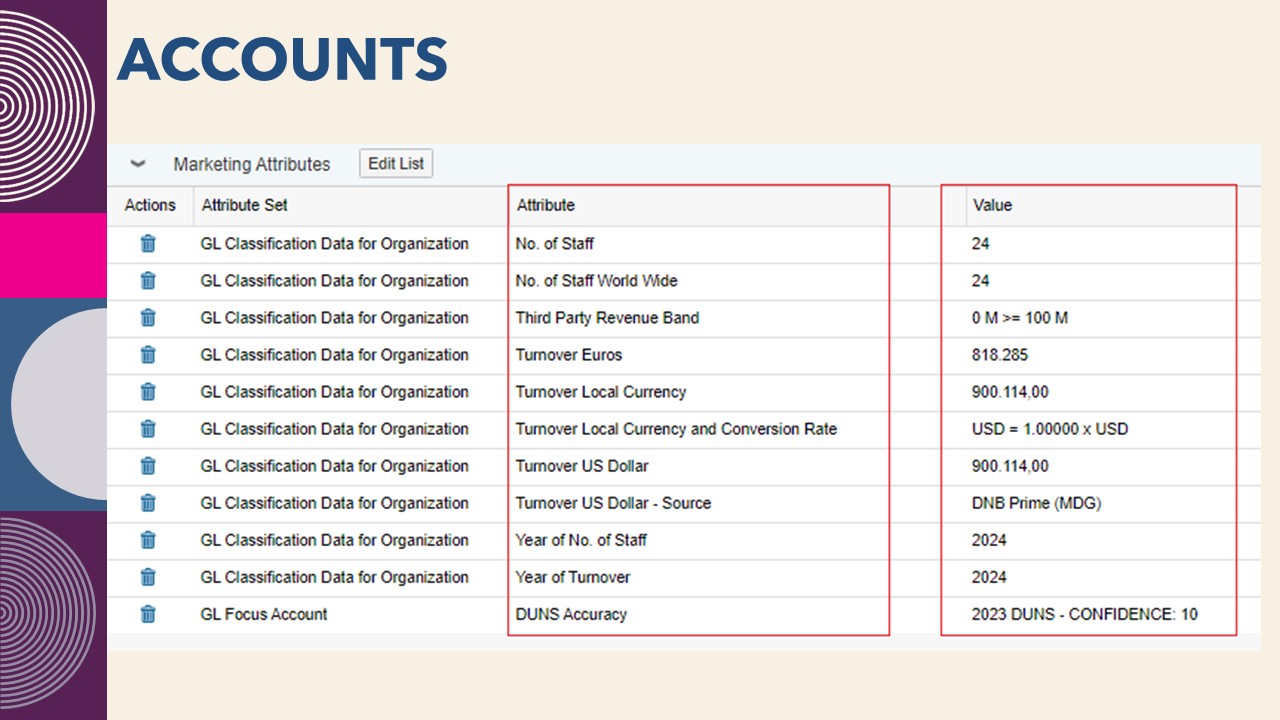 ACCOUNTS
Marketing Attributes Edit List
Actions Attribute Set Attribute Value
GL Classification Data for Organization No. of Staff 24
GL Classification Data for Organization No. of Staff World Wide 24
GL Classification Data for Organization Third Party Revenue Band 0 M >= 100 M
GL Classification Data for Organization Turnover Euros 818.285
GL Classification Data for Organization Turnover Local Currency 900.114,00
GL Classification Data for Organization Turnover Local Currency and Conversion Rate USD = 1.00000 x USD
GL Classification Data for Organization Turnover US Dollar 900.114,00
GL Classification Data for Organization Turnover US Dollar - Source DNB Prime (MDG)
GL Classification Data for Organization Year of No. of Staff 2024
GL Classification Data for Organization Year of Turnover 2024
GL Focus Account DUNS Accuracy 2023 DUNS - CONFIDENCE: 10